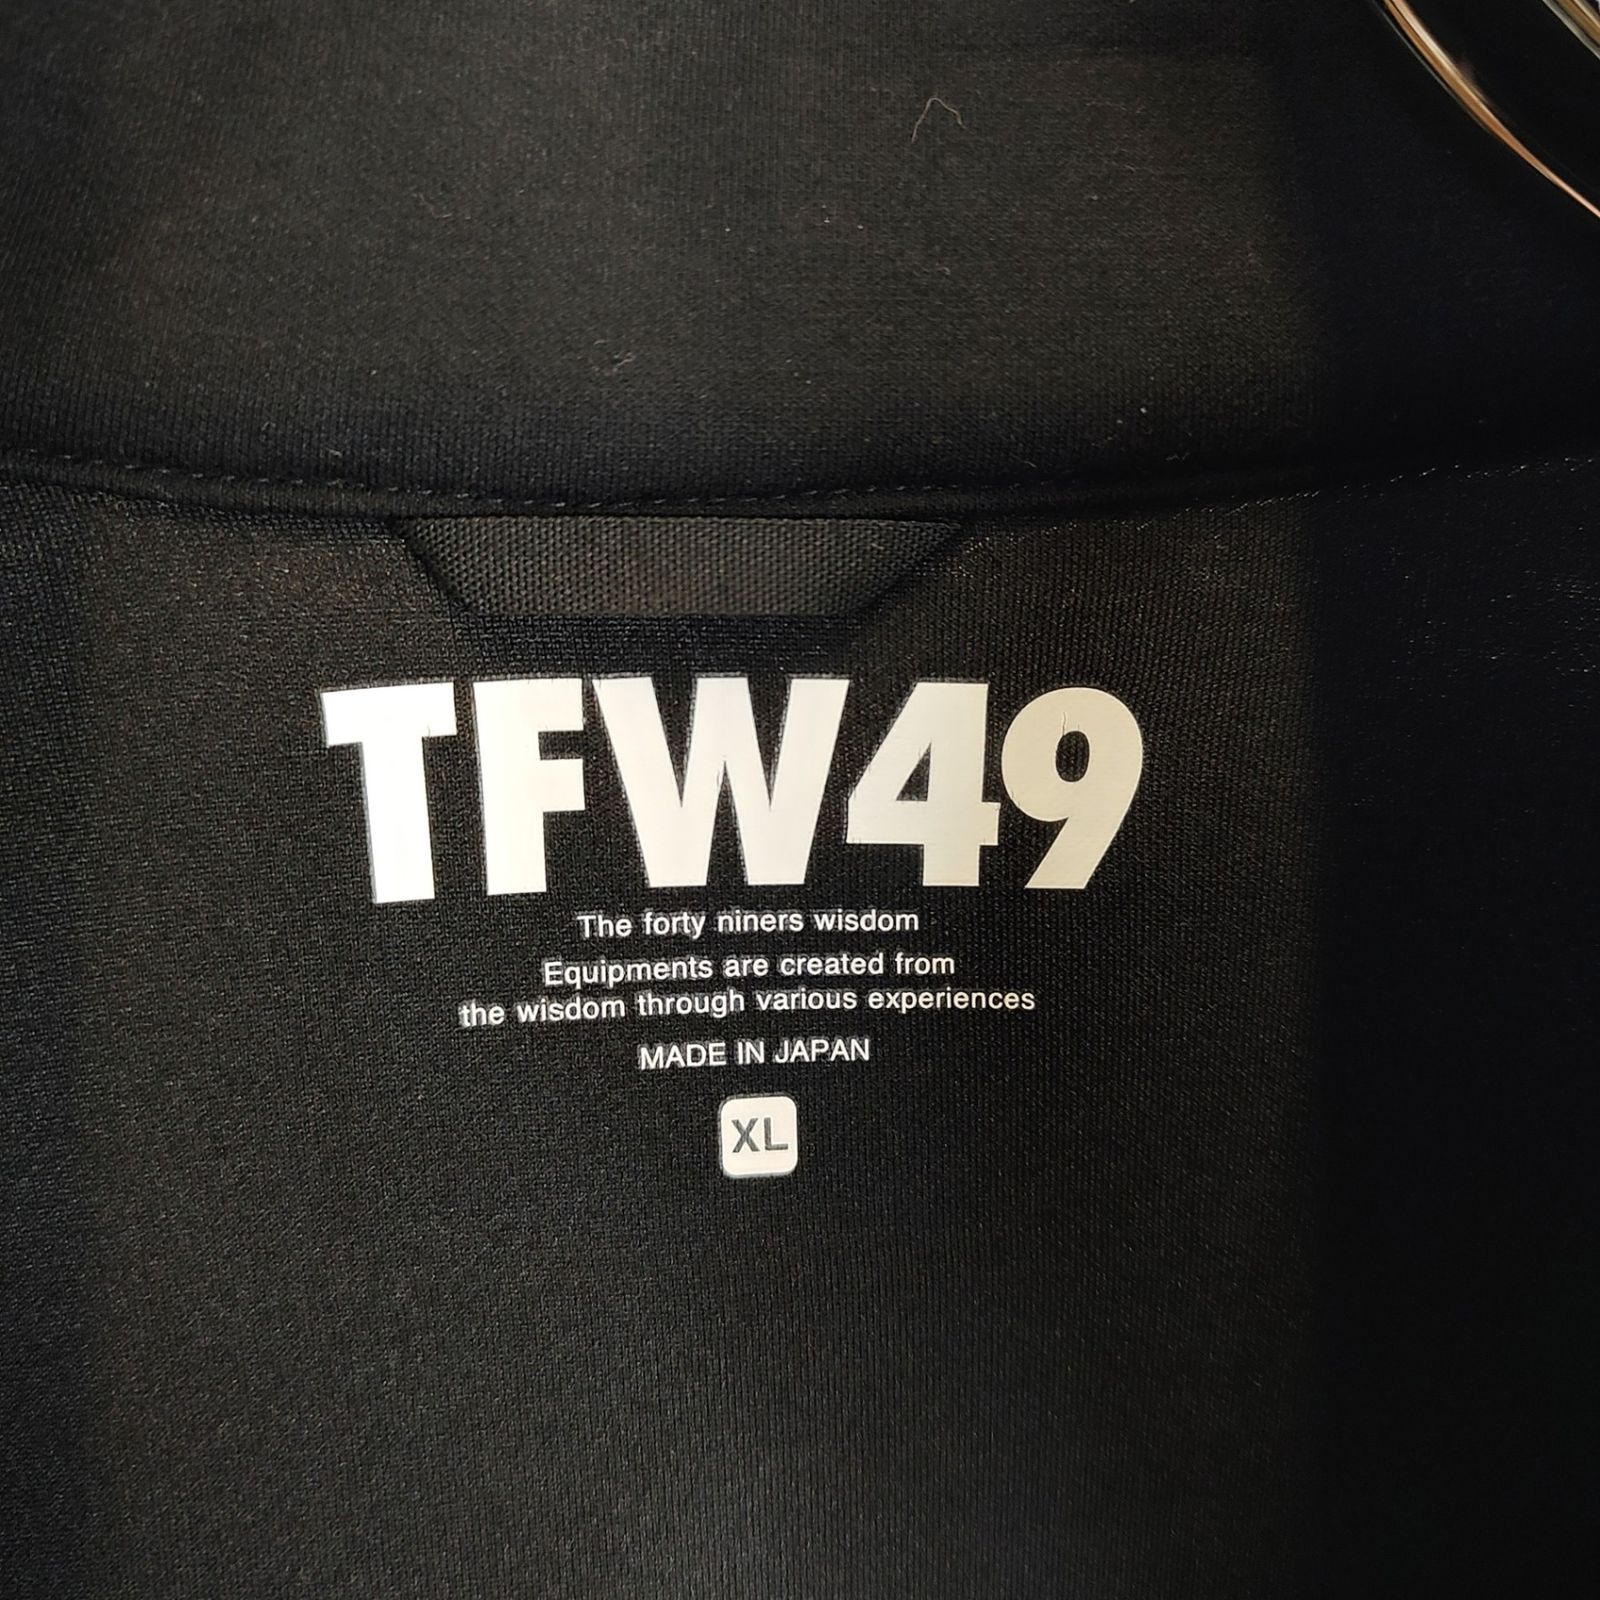 TFW49
The forty niners wisdom
Equipments are created from
the wisdom through various experiences
MADE IN JAPAN
XL